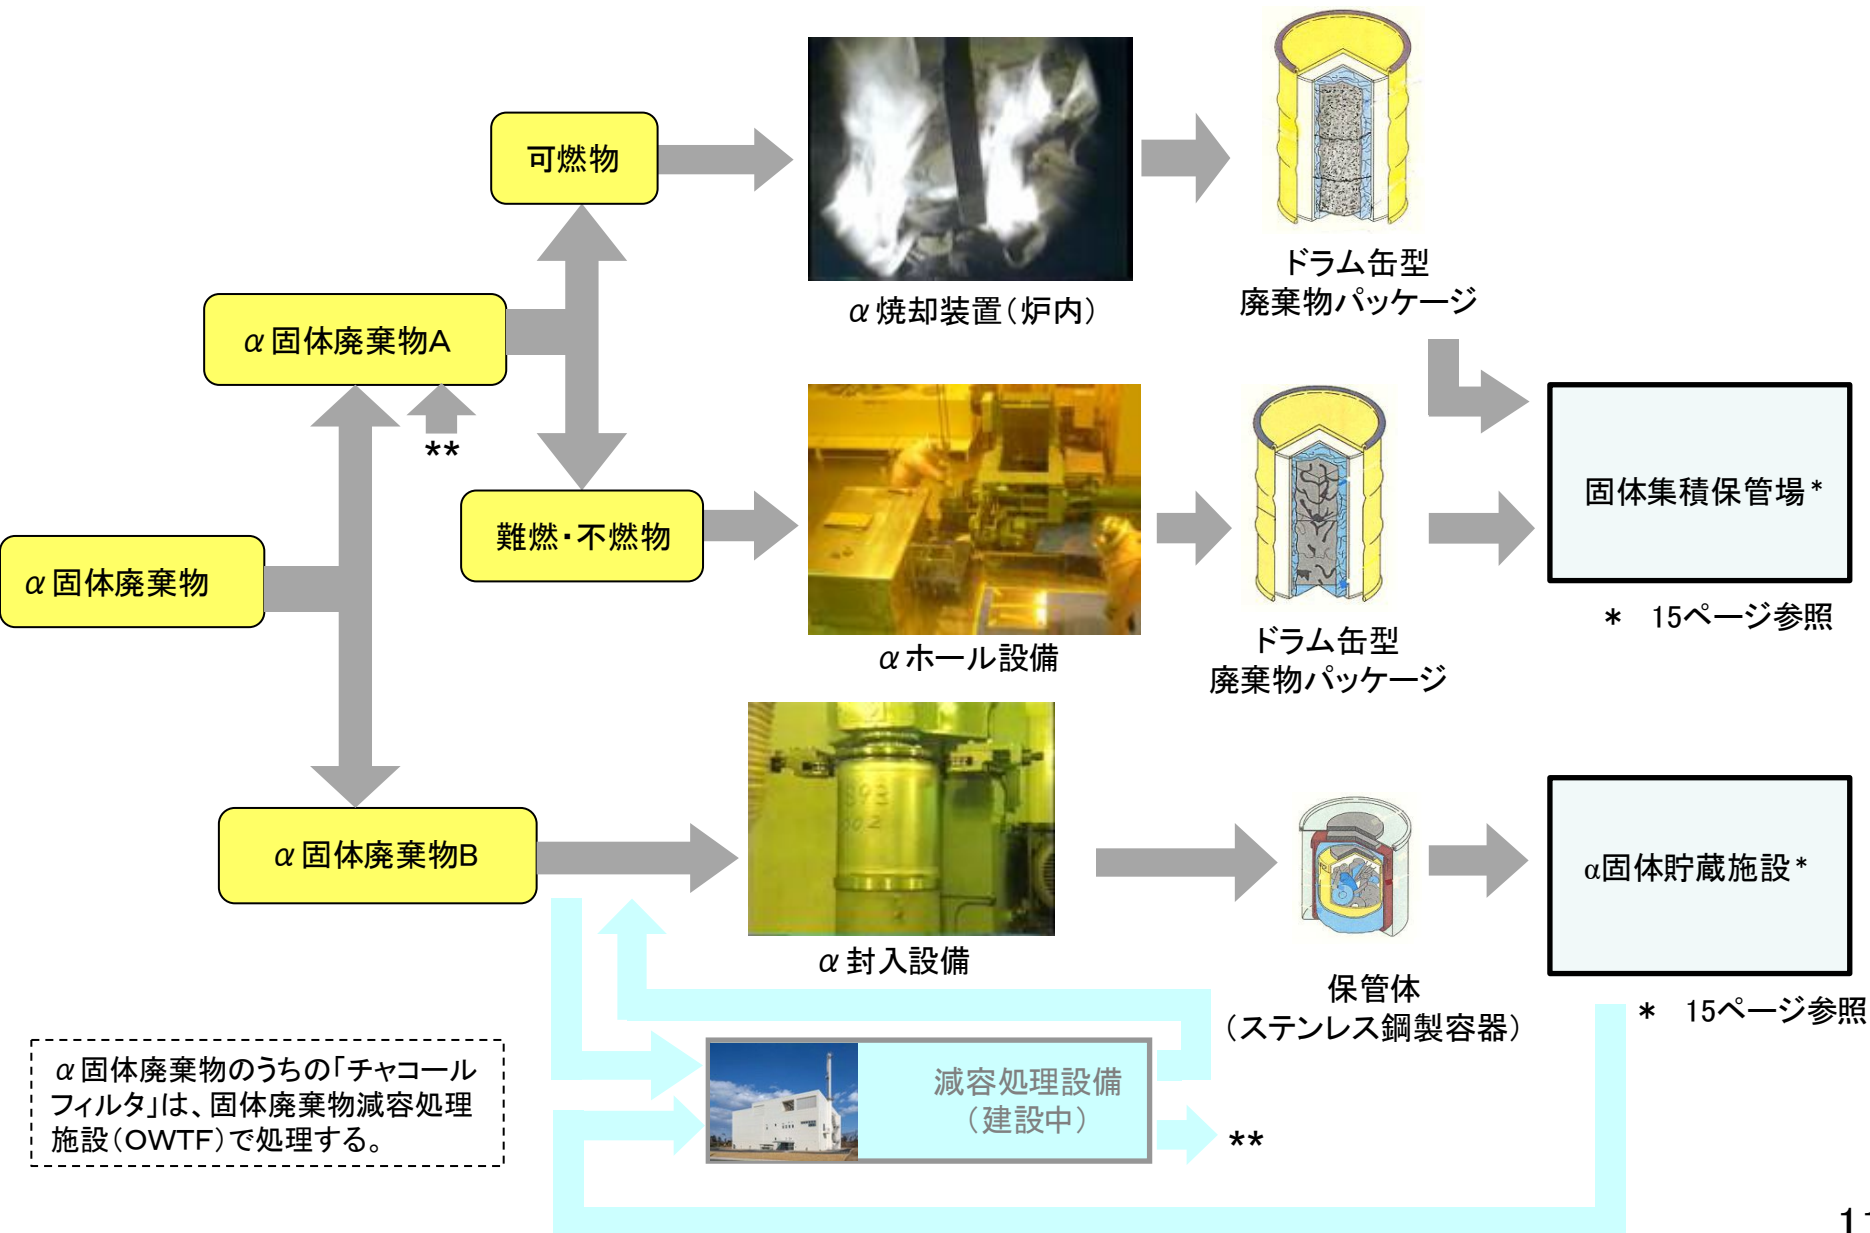 可燃物
α固体廃棄物A
**
α固体廃棄物
難燃・不燃物
α固体廃棄物B
α焼却装置（炉内）
ドラム缶型
廃棄物パッケージ
αホール設備
ドラム缶型
廃棄物パッケージ
固体集積保管場*
* 15ページ参照
α封入設備
保管体
（ステンレス鋼製容器）
α固体貯蔵施設*
* 15ページ参照
減容処理設備
（建設中）
**
α固体廃棄物のうちの「チャコール
フィルタ」は、固体廃棄物減容処理
施設（OWTF）で処理する。